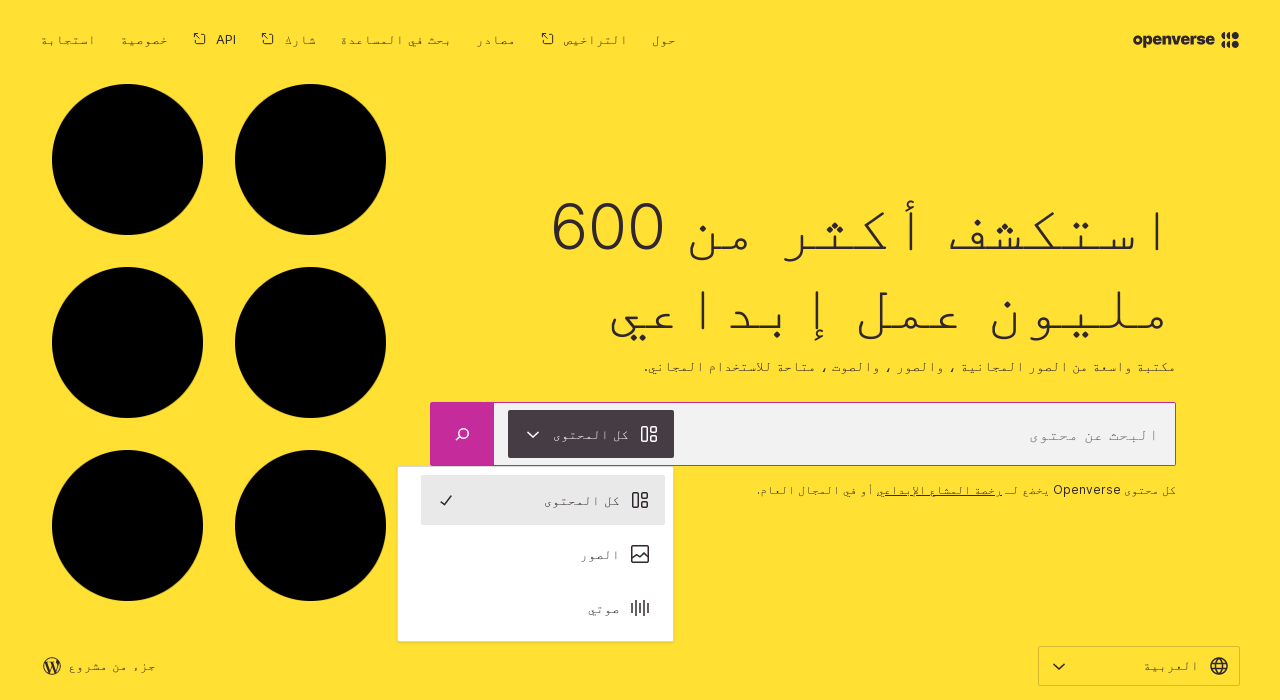 openverse
حول
التراخيص
مصادر
بحث في المساعدة
شارك
API
خصوصية
استجابة
استكشف أكثر من 600
مليون عمل إبداعي
مكتبة واسعة من الصور المجانية ، والصور ، والصوت ، متاحة للاستخدام المجاني.
البحث عن محتوى
كل المحتوى
كل المحتوى
الصور
صوتي
كل محتوى Openverse يخضع لـ رخصة المشاع الإبداعي أو في المجال العام.
العربية
جزء من مشروع